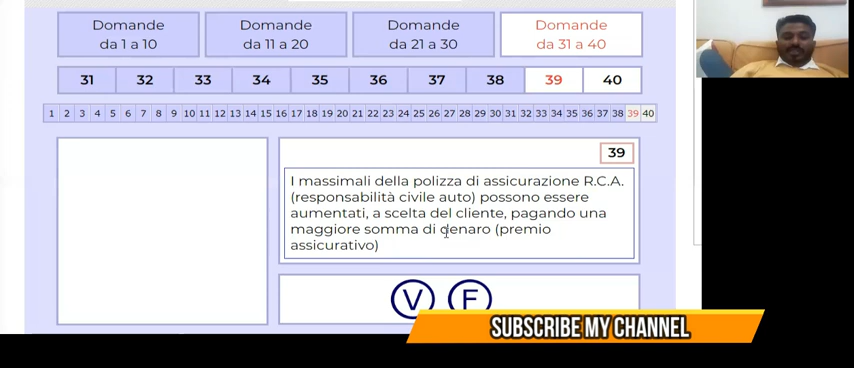 Domande
da 1 a 10
Domande
da 11 a 20
Domande
da 21 a 30
Domande
da 31 a 40
31 32 33 34 35 36 37 38 39 40
1 2 3 4 5 6 7 8 9 10 11 12 13 14 15 16 17 18 19 20 21 22 23 24 25 26 27 28 29 30 31 32 33 34 35 36 37 38 39 40
39
I massimali della polizza di assicurazione R.C.A.
(responsabilità civile auto) possono essere
aumentati, a scelta del cliente, pagando una
maggiore somma di denaro (premio
assicurativo)
V F
SUBSCRIBE MY CHANNEL